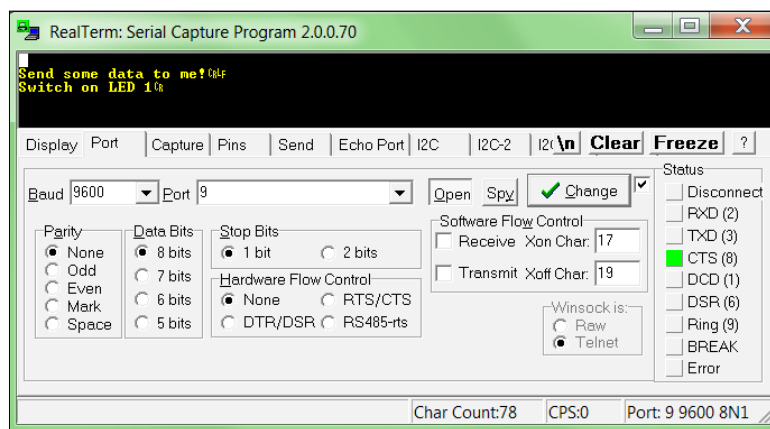 RealTerm: Serial Capture Program 2.0.0.70
Send some data to me!CRLF
Switch on LED 1CR
Display Port Capture Pins Send Echo Port I2C I2C-2 I2C \n Clear Freeze ?
Status
Baud 9600 Port 9 Open Spy Change
Disconnect
RXD (2)
TXD (3)
CTS (8)
DCD (1)
DSR (6)
Ring (9)
BREAK
Error
Parity
None
Odd
Even
Mark
Space
Data Bits
8 bits
7 bits
6 bits
5 bits
Stop Bits
1 bit 2 bits
Hardware Flow Control
None RTS/CTS
DTR/DSR RS485-rts
Software Flow Control
Receive Xon Char: 17
Transmit Xoff Char: 19
Winsock is:
Raw
Telnet
Char Count:78 CPS:0 Port: 9 9600 8N1